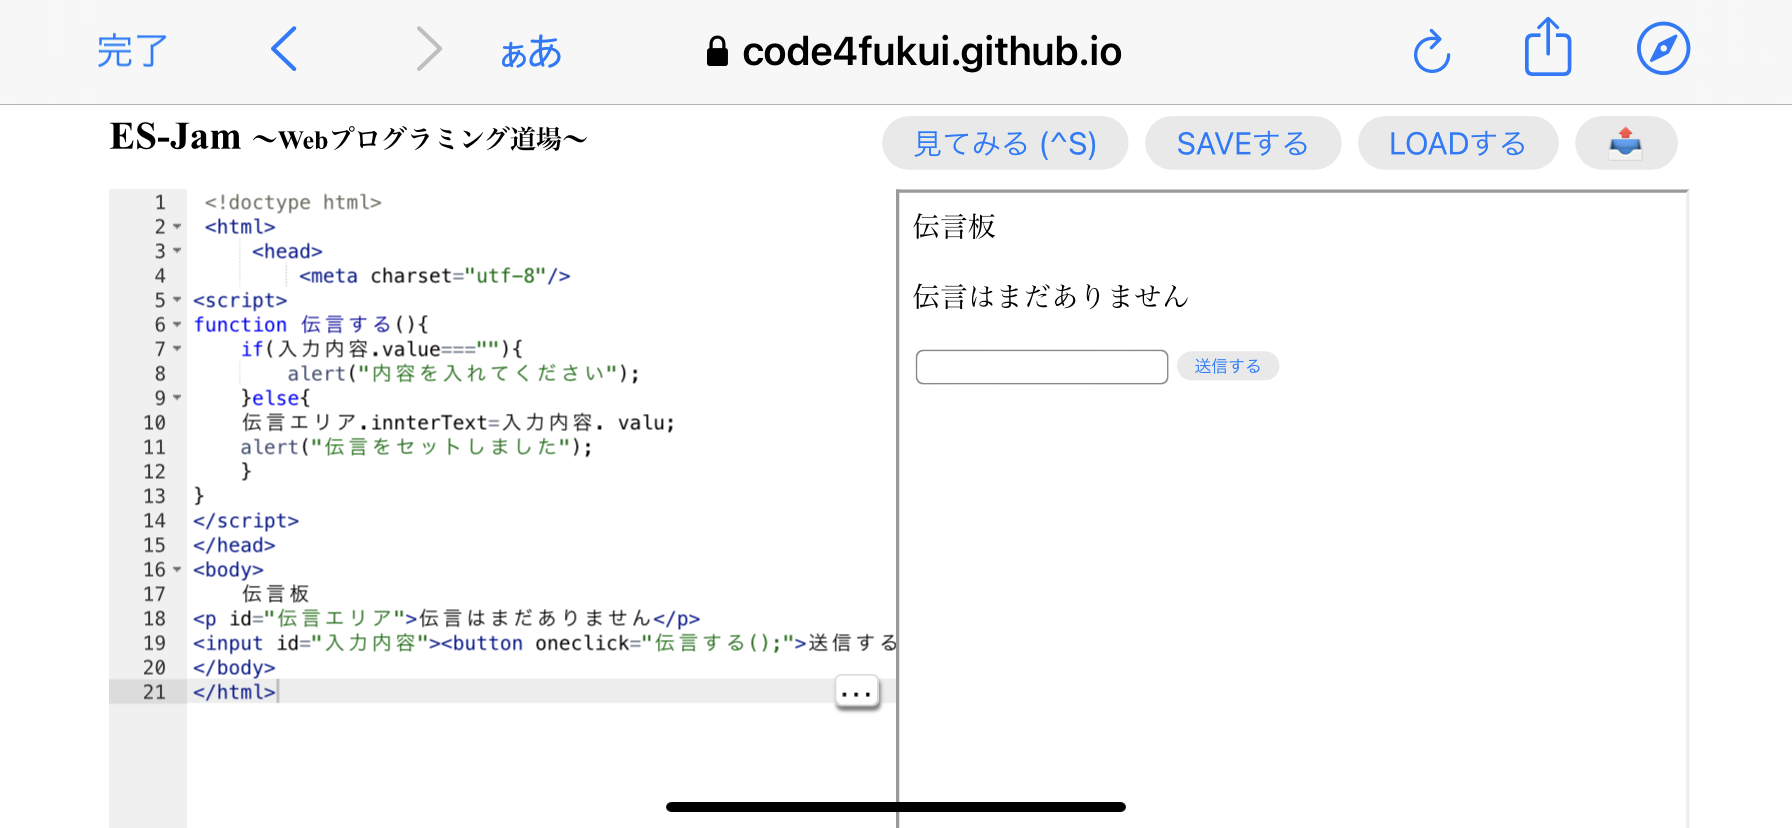 完了 ぁあ code4fukui.github.io
ES-Jam ～Webプログラミング道場～ 見てみる (^S) SAVEする LOADする
1 <!doctype html>
2 <html>
3 <head>
4 <meta charset="utf-8"/>
5 <script>
6 function 伝言する(){
7 if(入力内容.value===""){
8 alert("内容を入れてください");
9 }else{
10 伝言エリア.innterText=入力内容. valu;
11 alert("伝言をセットしました");
12 }
13 }
14 </script>
15 </head>
16 <body>
17 伝言板
18 <p id="伝言エリア">伝言はまだありません</p>
19 <input id="入力内容"><button oneclick="伝言する();">送信する
20 </body>
21 </html>
...
伝言板
伝言はまだありません
送信する